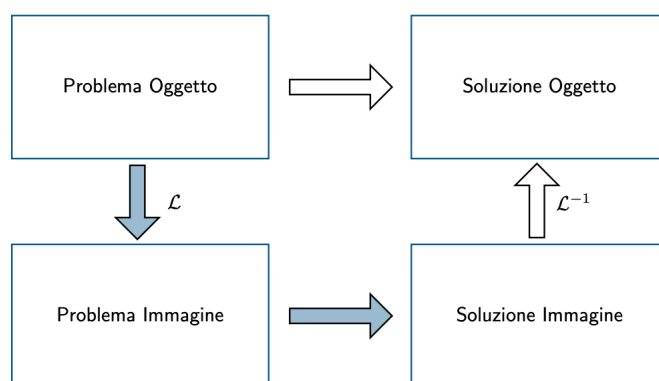 Problema Oggetto
Soluzione Oggetto
ℒ
ℒ⁻¹
Problema Immagine
Soluzione Immagine